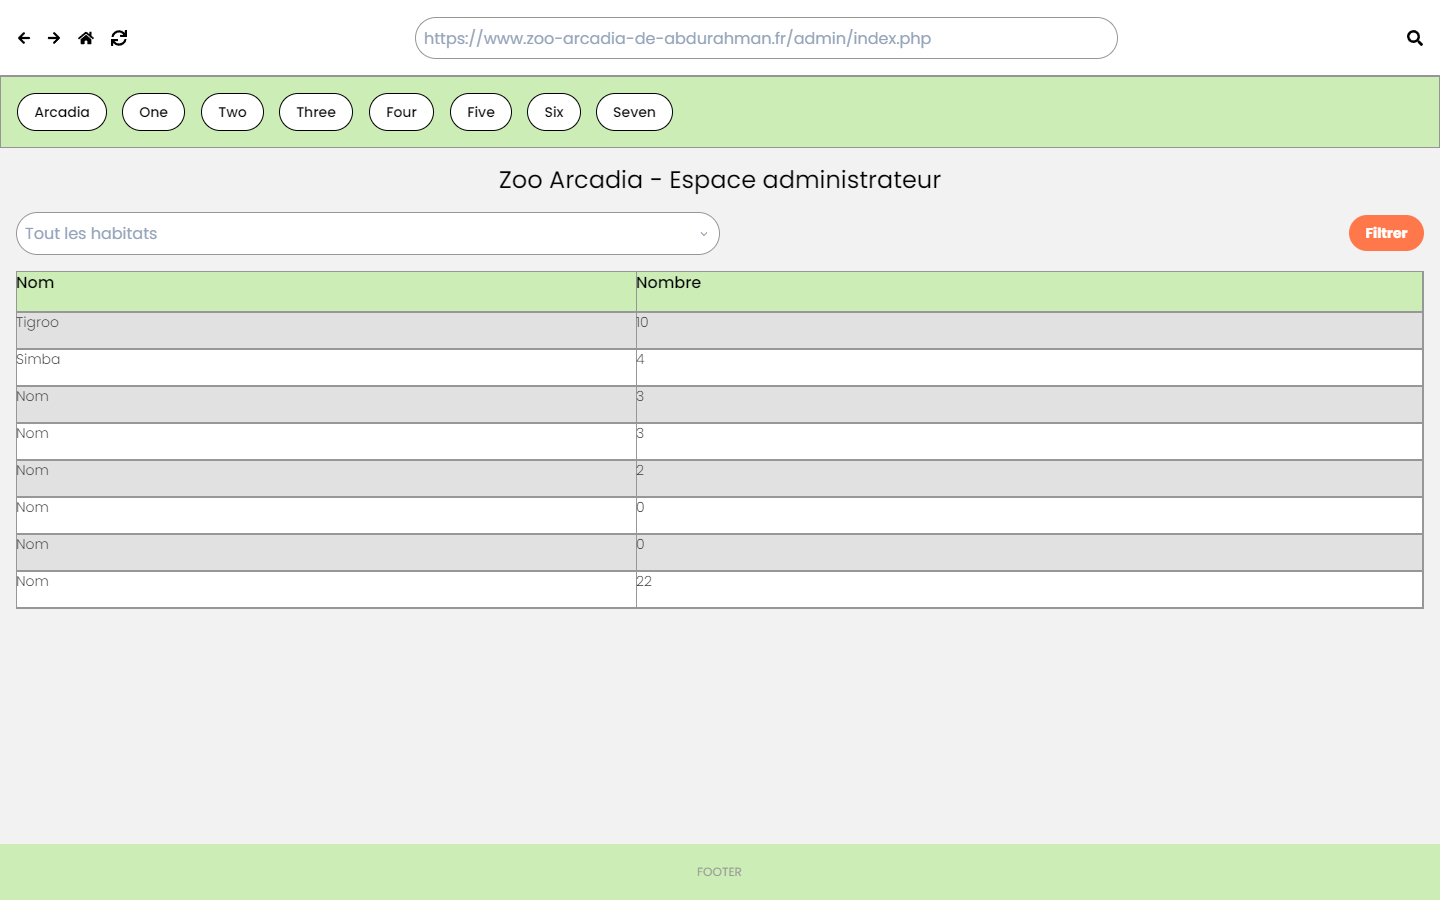 https://www.zoo-arcadia-de-abdurahman.fr/admin/index.php
Arcadia One Two Three Four Five Six Seven
Zoo Arcadia - Espace administrateur
Tout les habitats Filtrer
Nom Nombre
Tigroo 10
Simba 4
Nom 3
Nom 3
Nom 2
Nom 0
Nom 0
Nom 22
FOOTER